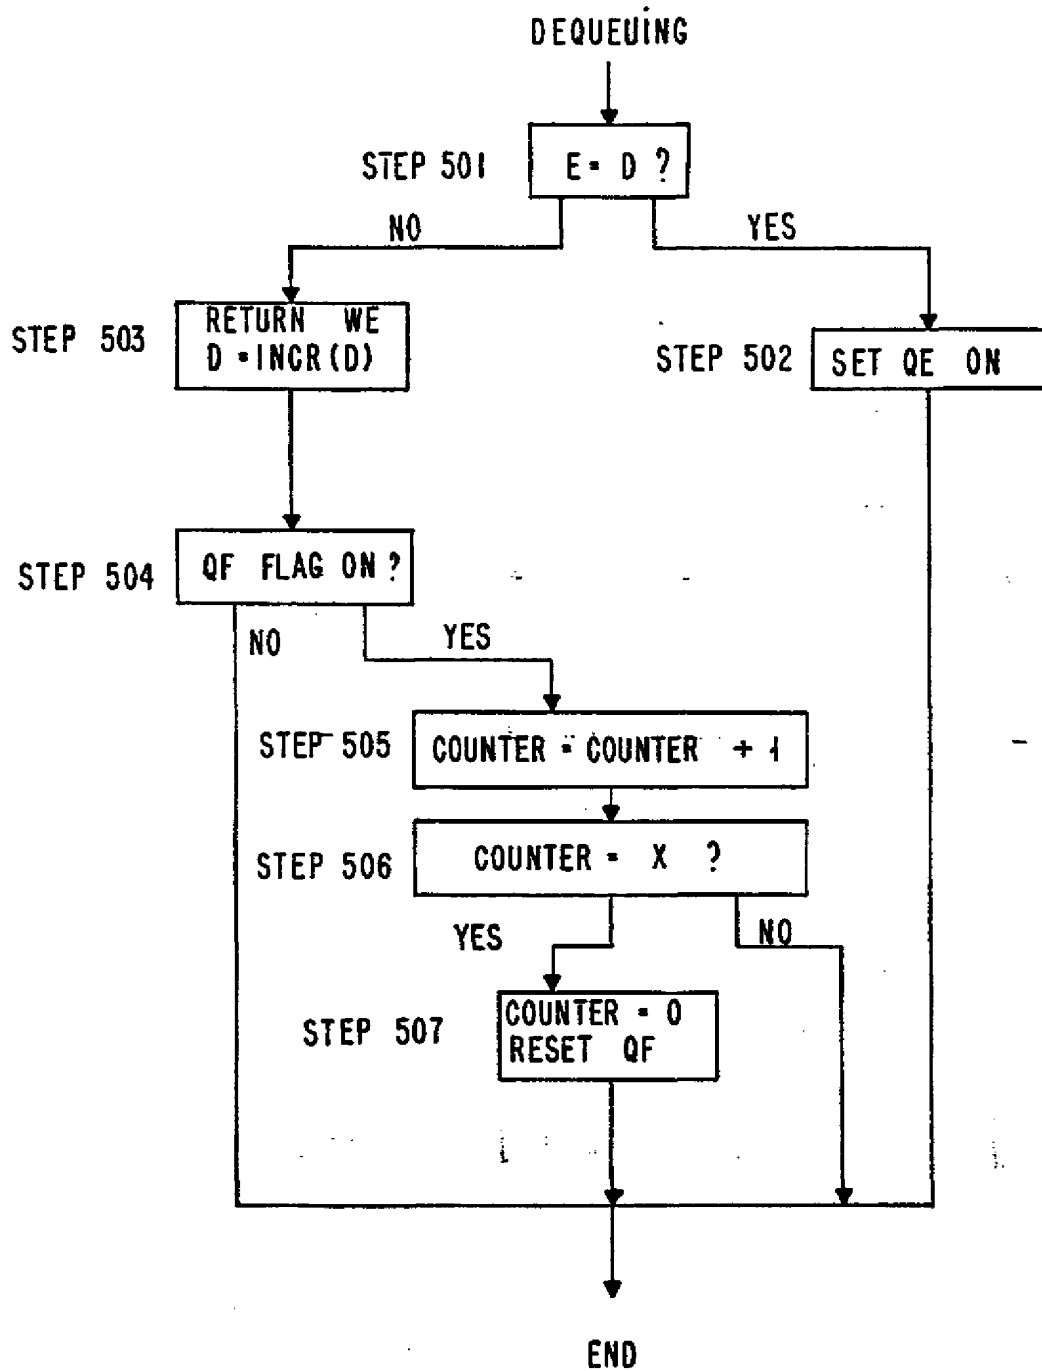 DEQUEUING
STEP 501
E = D ?
NO
YES
STEP 503
RETURN WE
D = INCR(D)
STEP 502
SET QE ON
STEP 504
QF FLAG ON ?
NO
YES
STEP 505
COUNTER = COUNTER + 1
STEP 506
COUNTER = X ?
YES
NO
STEP 507
COUNTER = 0
RESET QF
END